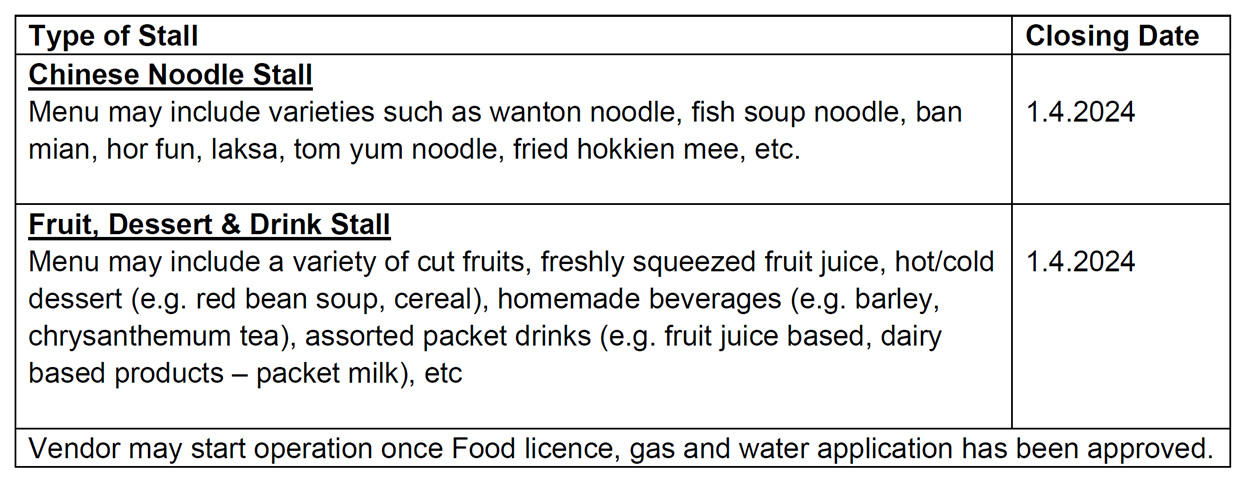 Type of Stall
Closing Date
Chinese Noodle Stall
Menu may include varieties such as wanton noodle, fish soup noodle, ban
mian, hor fun, laksa, tom yum noodle, fried hokkien mee, etc.
1.4.2024
Fruit, Dessert & Drink Stall
Menu may include a variety of cut fruits, freshly squeezed fruit juice, hot/cold
dessert (e.g. red bean soup, cereal), homemade beverages (e.g. barley,
chrysanthemum tea), assorted packet drinks (e.g. fruit juice based, dairy
based products – packet milk), etc
1.4.2024
Vendor may start operation once Food licence, gas and water application has been approved.